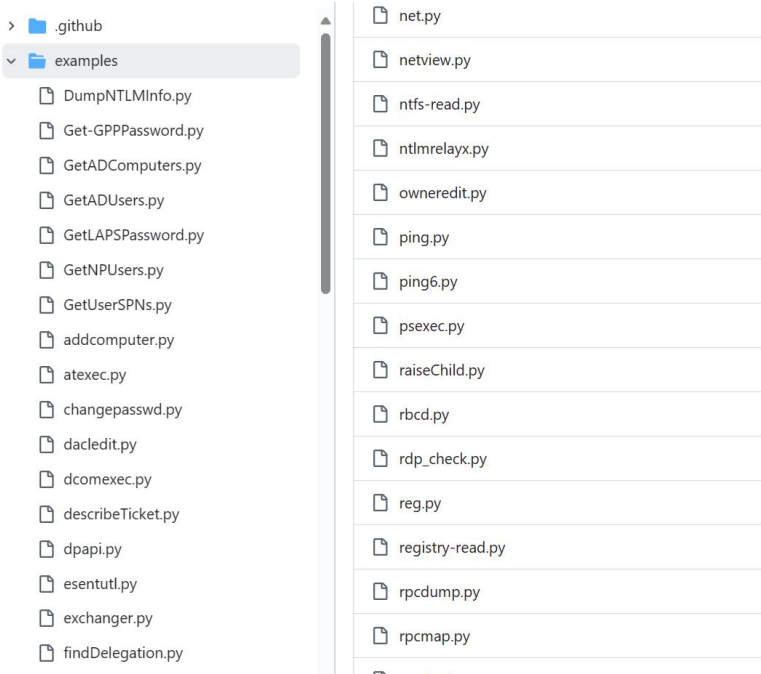 .github
examples
DumpNTLMInfo.py
Get-GPPPassword.py
GetADComputers.py
GetADUsers.py
GetLAPSPassword.py
GetNPUsers.py
GetUserSPNs.py
addcomputer.py
atexec.py
changepasswd.py
dacledit.py
dcomexec.py
describeTicket.py
dpapi.py
esentutl.py
exchanger.py
findDelegation.py
net.py
netview.py
ntfs-read.py
ntlmrelayx.py
owneredit.py
ping.py
ping6.py
psexec.py
raiseChild.py
rbcd.py
rdp_check.py
reg.py
registry-read.py
rpcdump.py
rpcmap.py